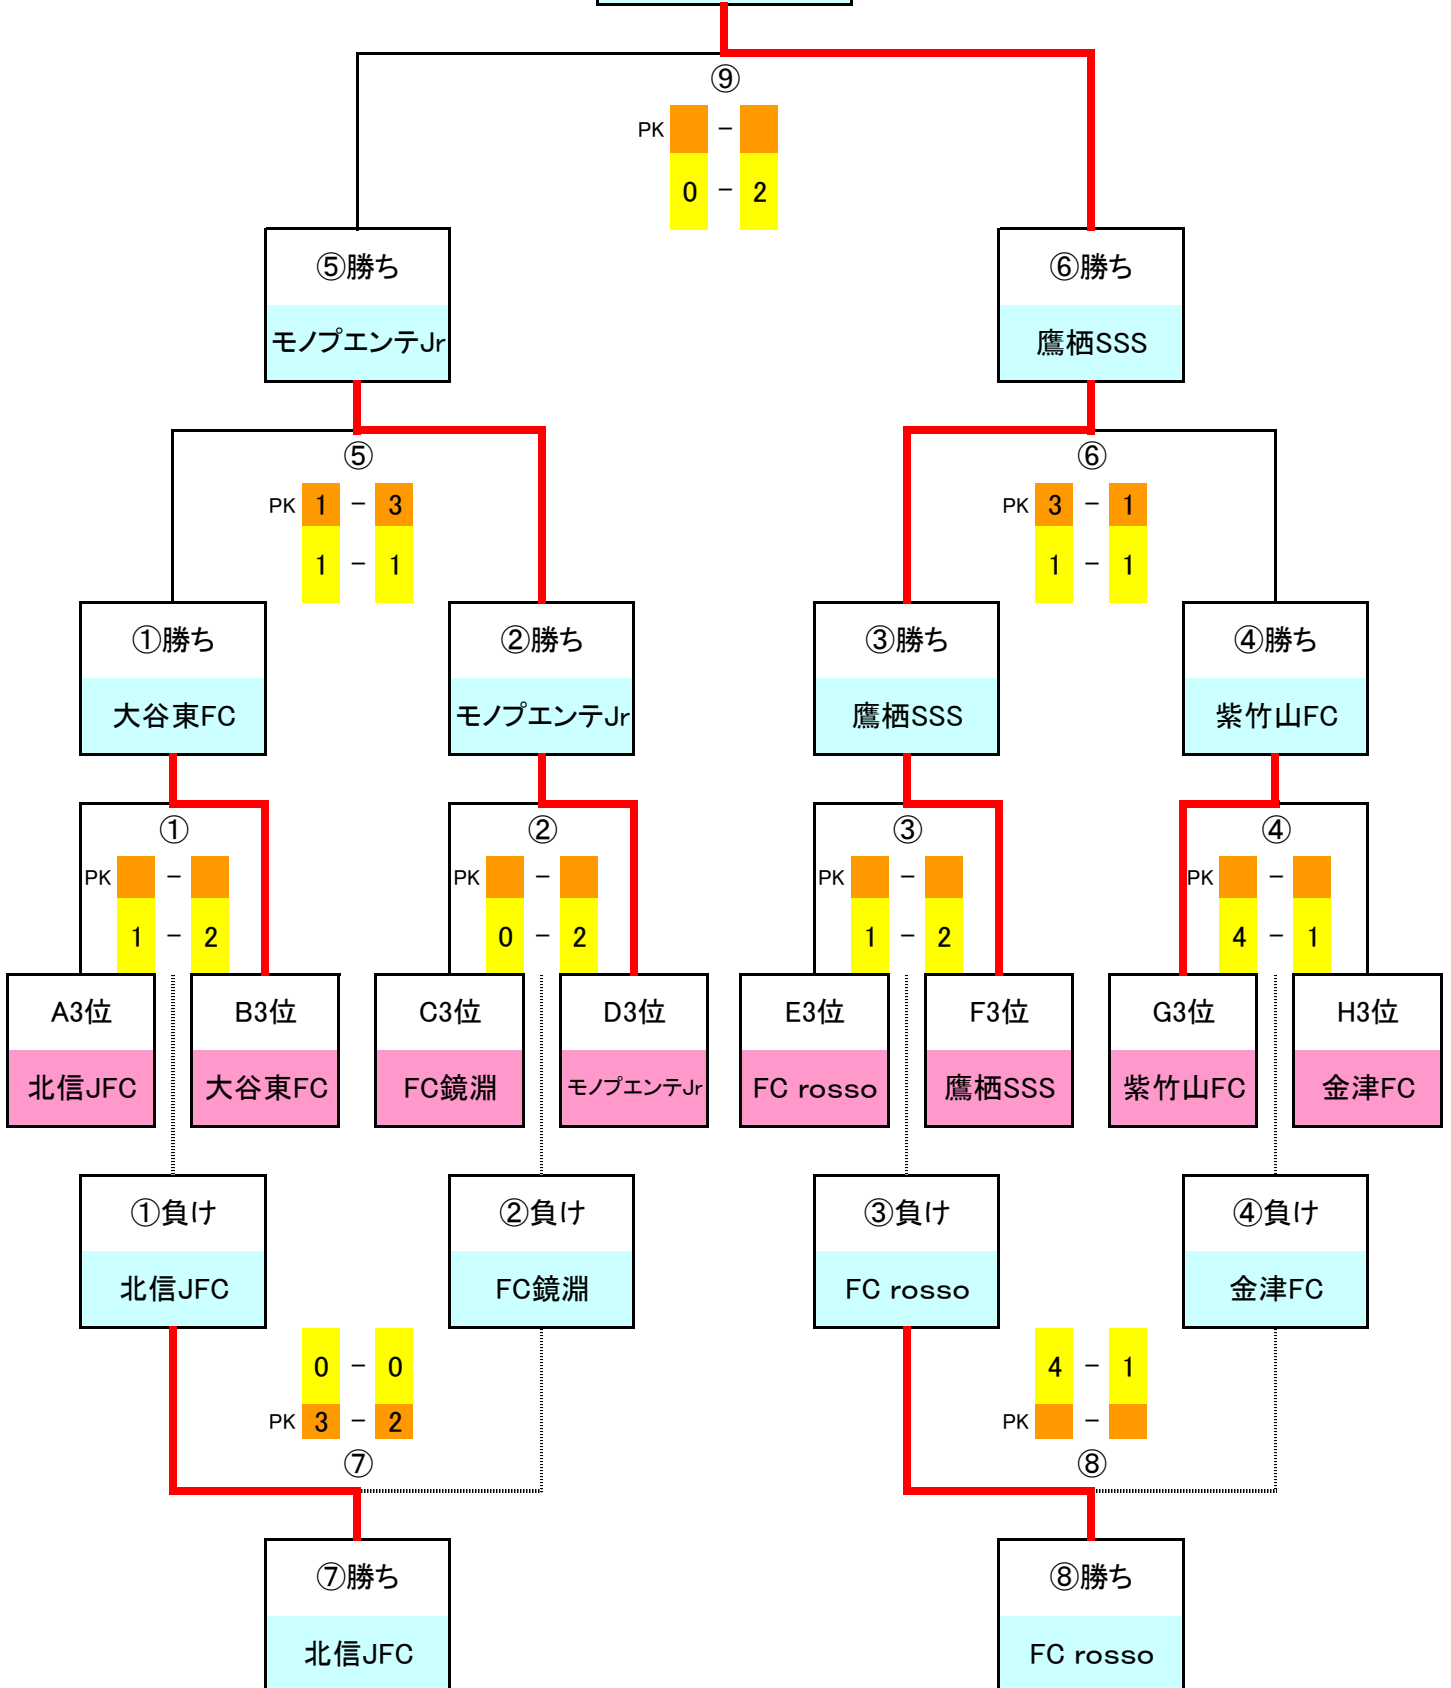 ⑨
PK - 
0 - 2
⑤勝ち ⑥勝ち
モノプエンテJr 鷹栖SSS
⑤ ⑥
PK 1 - 3 PK 3 - 1
1 - 1 1 - 1
①勝ち ②勝ち ③勝ち ④勝ち
大谷東FC モノプエンテJr 鷹栖SSS 紫竹山FC
① ② ③ ④
PK - PK - PK - PK -
1 - 2 0 - 2 1 - 2 4 - 1
A3位 B3位 C3位 D3位 E3位 F3位 G3位 H3位
北信JFC 大谷東FC FC鏡淵 モノプエンテJr FC rosso 鷹栖SSS 紫竹山FC 金津FC
①負け ②負け ③負け ④負け
北信JFC FC鏡淵 FC rosso 金津FC
0 - 0 4 - 1
PK 3 - 2 PK -
⑦ ⑧
⑦勝ち ⑧勝ち
北信JFC FC rosso